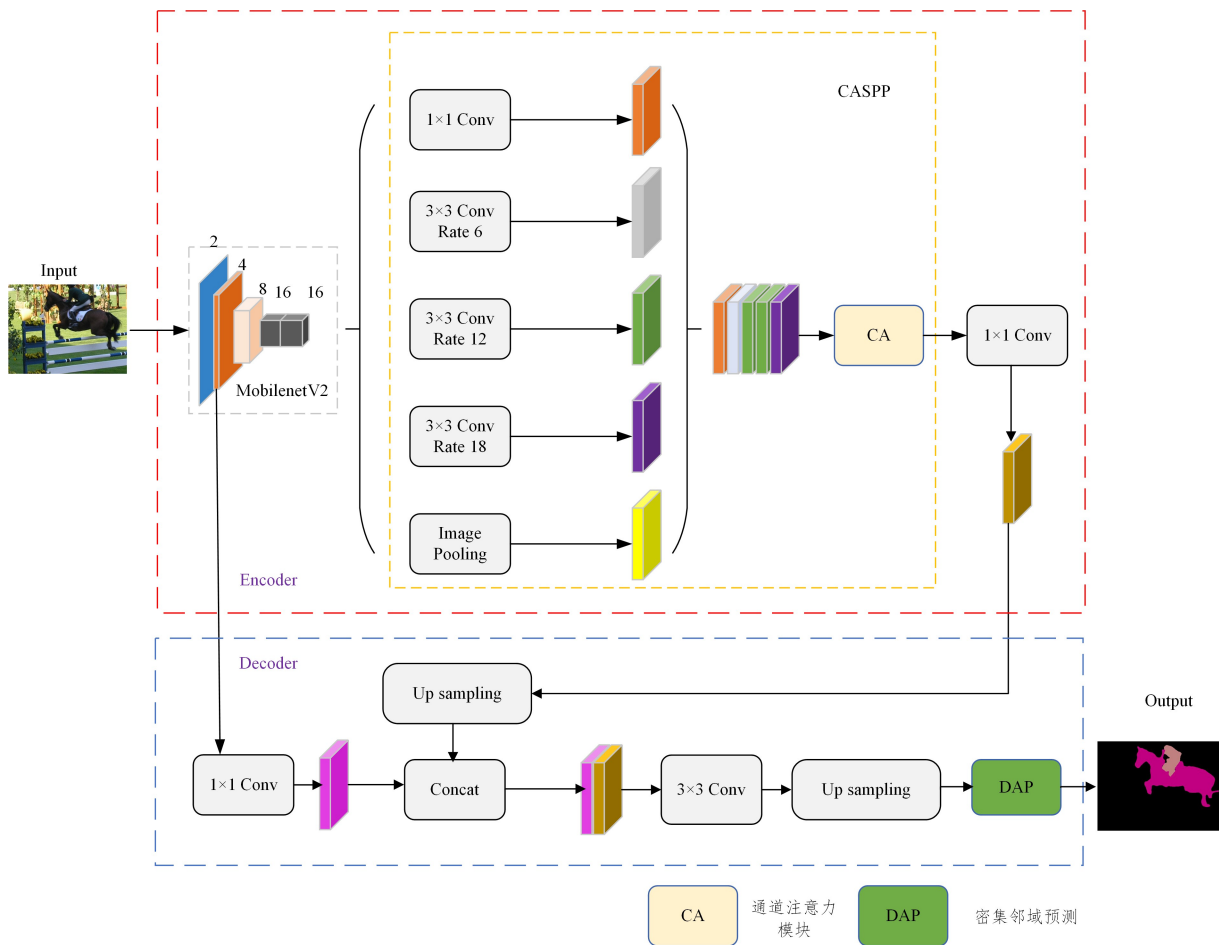 CASPP
1×1 Conv
3×3 Conv
Rate 6
2
4
Input
8
16
16
3×3 Conv
Rate 12
CA
1×1 Conv
MobilenetV2
3×3 Conv
Rate 18
Image
Pooling
Encoder
Decoder
Up sampling
Output
1×1 Conv
Concat
3×3 Conv
Up sampling
DAP
CA
通道注意力
模块
DAP
密集邻域预测